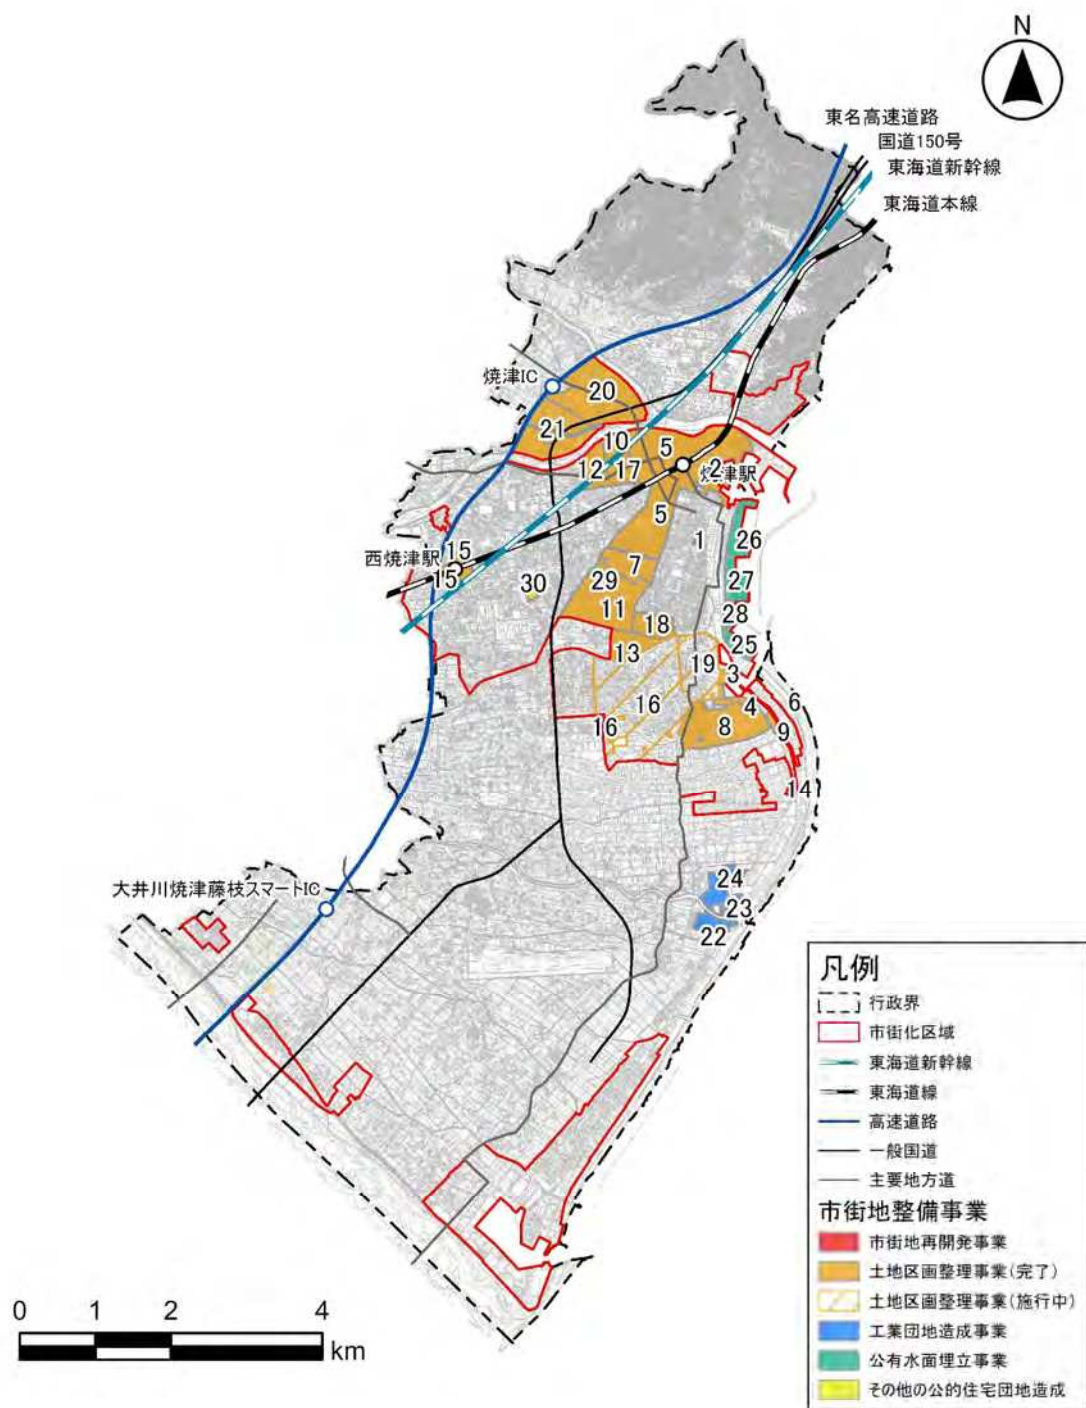 N
東名高速道路
国道150号
東海道新幹線
東海道本線
焼津IC
20
21
10
5
12
17
2
焼津駅
5
1
26
西焼津駅
15
15
30
7
29
27
11
28
18
25
13
19
3
16
4
6
16
8
9
14
24
大井川焼津藤枝スマートIC
23
22
凡例
行政界
市街化区域
東海道新幹線
東海道線
高速道路
一般国道
主要地方道
市街地整備事業
市街地再開発事業
土地区画整理事業(完了)
土地区画整理事業(施行中)
工業団地造成事業
公有水面埋立事業
その他の公的住宅団地造成
0 1 2 4
km